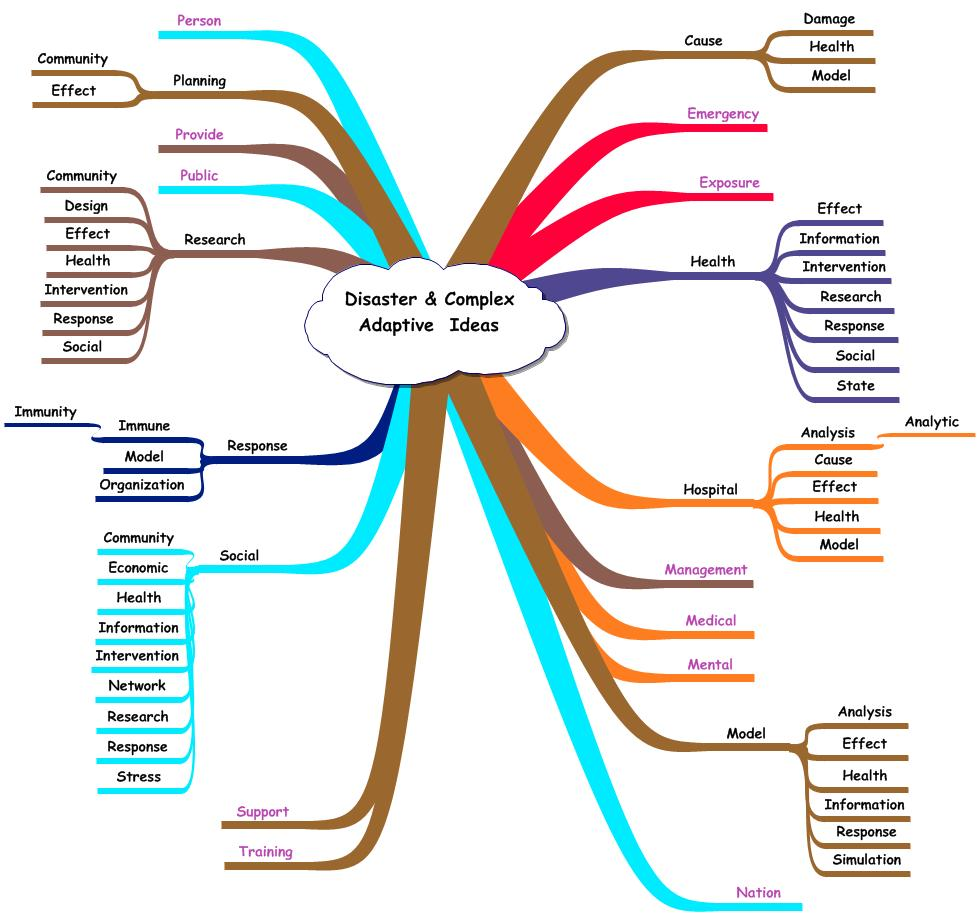 Disaster & Complex
Adaptive Ideas
Person
Planning
Community
Effect
Provide
Public
Research
Community
Design
Effect
Health
Intervention
Response
Social
Response
Immune
Immunity
Model
Organization
Social
Community
Economic
Health
Information
Intervention
Network
Research
Response
Stress
Support
Training
Cause
Damage
Health
Model
Emergency
Exposure
Health
Effect
Information
Intervention
Research
Response
Social
State
Hospital
Analysis
Analytic
Cause
Effect
Health
Model
Management
Medical
Mental
Model
Analysis
Effect
Health
Information
Response
Simulation
Nation